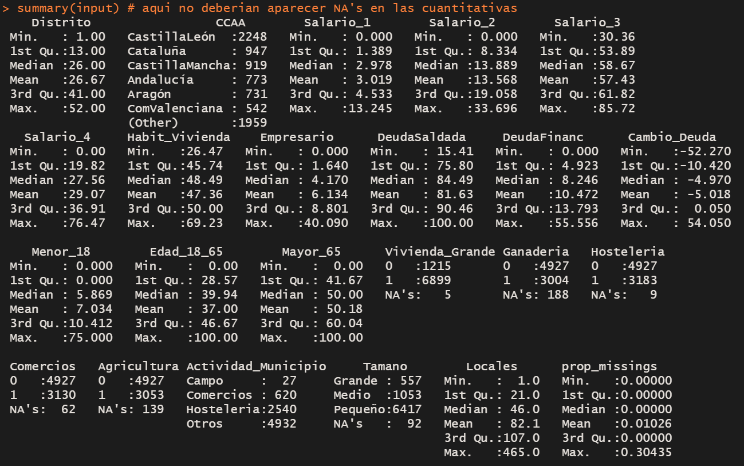 > summary(input) # aqui no deberian aparecer NA's en las cuantitativas
Distrito CCAA Salario_1 Salario_2 Salario_3
Min. : 1.00 CastillaLeón :2248 Min. : 0.000 Min. : 0.000 Min. :30.36
1st Qu.:13.00 Cataluña : 947 1st Qu.: 1.389 1st Qu.: 8.334 1st Qu.:53.89
Median :26.00 CastillaMancha: 919 Median : 2.978 Median :13.889 Median :58.67
Mean :26.67 Andalucía : 773 Mean : 3.019 Mean :13.568 Mean :57.43
3rd Qu.:41.00 Aragón : 731 3rd Qu.: 4.533 3rd Qu.:19.058 3rd Qu.:61.82
Max. :52.00 ComValenciana : 542 Max. :13.245 Max. :33.696 Max. :85.72
(Other) :1959
Salario_4 Habit_Vivienda Empresario DeudaSaldada DeudaFinanc Cambio_Deuda
Min. : 0.00 Min. :26.47 Min. : 0.000 Min. : 15.41 Min. : 0.000 Min. :-52.270
1st Qu.:19.82 1st Qu.:45.74 1st Qu.: 1.640 1st Qu.: 75.80 1st Qu.: 4.923 1st Qu.:-10.420
Median :27.56 Median :48.49 Median : 4.170 Median : 84.49 Median : 8.246 Median : -4.970
Mean :29.07 Mean :47.36 Mean : 6.134 Mean : 81.63 Mean :10.472 Mean : -5.018
3rd Qu.:36.91 3rd Qu.:50.00 3rd Qu.: 8.801 3rd Qu.: 90.46 3rd Qu.:13.793 3rd Qu.: 0.050
Max. :76.47 Max. :69.23 Max. :40.090 Max. :100.00 Max. :55.556 Max. : 54.050
Menor_18 Edad_18_65 Mayor_65 Vivienda_Grande Ganaderia Hosteleria
Min. : 0.000 Min. : 0.00 Min. : 0.00 0 :1215 0 :4927 0 :4927
1st Qu.: 0.000 1st Qu.: 28.57 1st Qu.: 41.67 1 :6899 1 :3004 1 :3183
Median : 5.869 Median : 39.94 Median : 50.00 NA's: 5 NA's: 188 NA's: 9
Mean : 7.034 Mean : 37.00 Mean : 50.18
3rd Qu.:10.412 3rd Qu.: 46.67 3rd Qu.: 60.04
Max. :75.000 Max. :100.00 Max. :100.00
Comercios Agricultura Actividad_Municipio Tamano Locales prop_missings
0 :4927 0 :4927 Campo : 27 Grande : 557 Min. : 1.0 Min. :0.00000
1 :3130 1 :3053 Comercios : 620 Medio :1053 1st Qu.: 21.0 1st Qu.:0.00000
NA's: 62 NA's: 139 Hosteleria:2540 Pequeño:6417 Median : 46.0 Median :0.00000
Otros :4932 NA's : 92 Mean : 82.1 Mean :0.01026
3rd Qu.:107.0 3rd Qu.:0.00000
Max. :465.0 Max. :0.30435